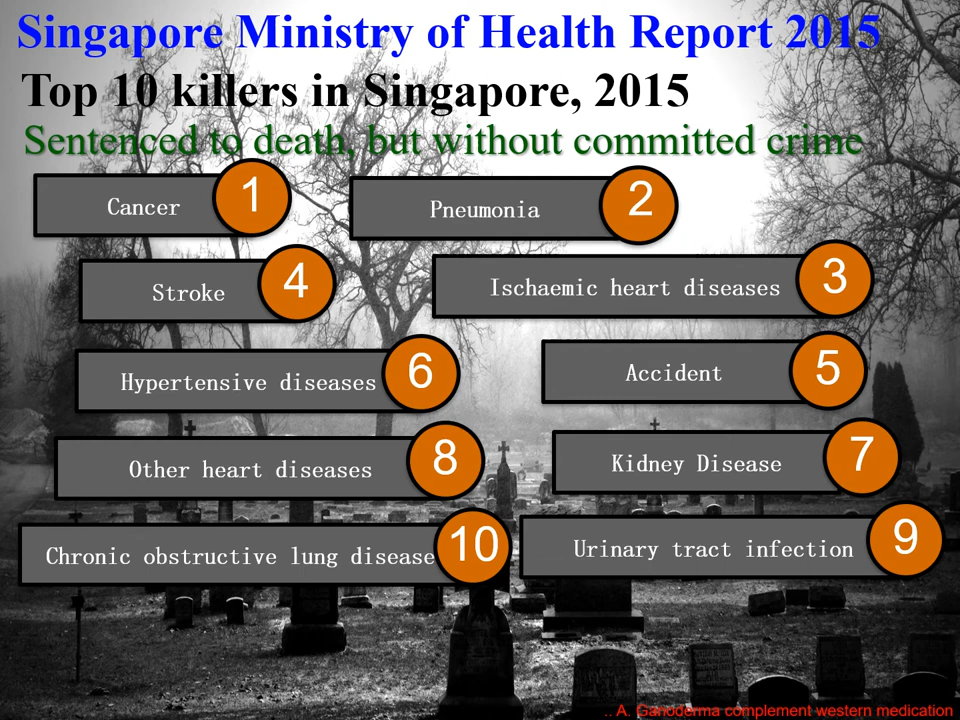 Singapore Ministry of Health Report 2015
Top 10 killers in Singapore, 2015
Sentenced to death, but without committed crime
Cancer 1
Pneumonia 2
Stroke 4
Ischaemic heart diseases 3
Hypertensive diseases 6
Accident 5
Other heart diseases 8
Kidney Disease 7
Chronic obstructive lung disease 10
Urinary tract infection 9
.. A. Ganoderma complement western medication